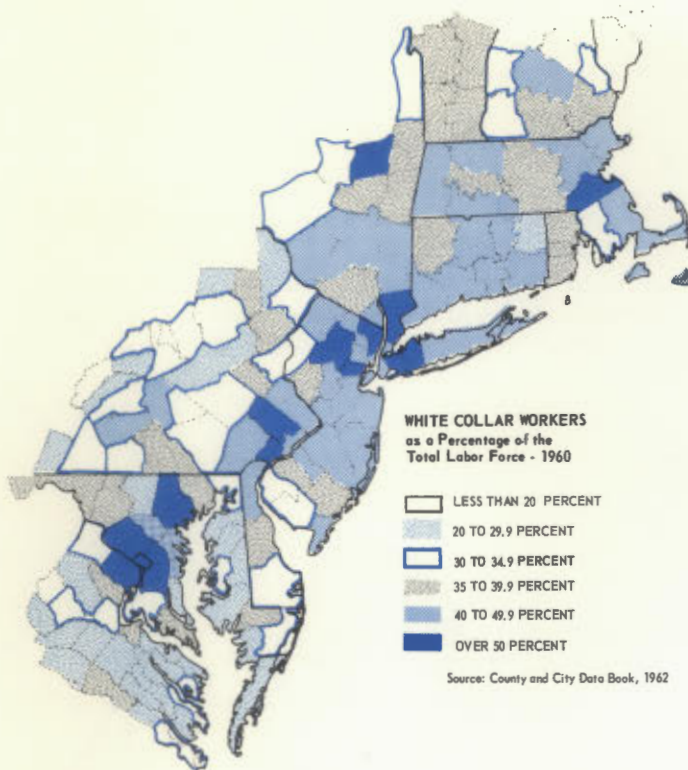 WHITE COLLAR WORKERS
as a Percentage of the
Total Labor Force - 1960
LESS THAN 20 PERCENT
20 TO 29.9 PERCENT
30 TO 34.9 PERCENT
35 TO 39.9 PERCENT
40 TO 49.9 PERCENT
OVER 50 PERCENT
Source: County and City Data Book, 1962